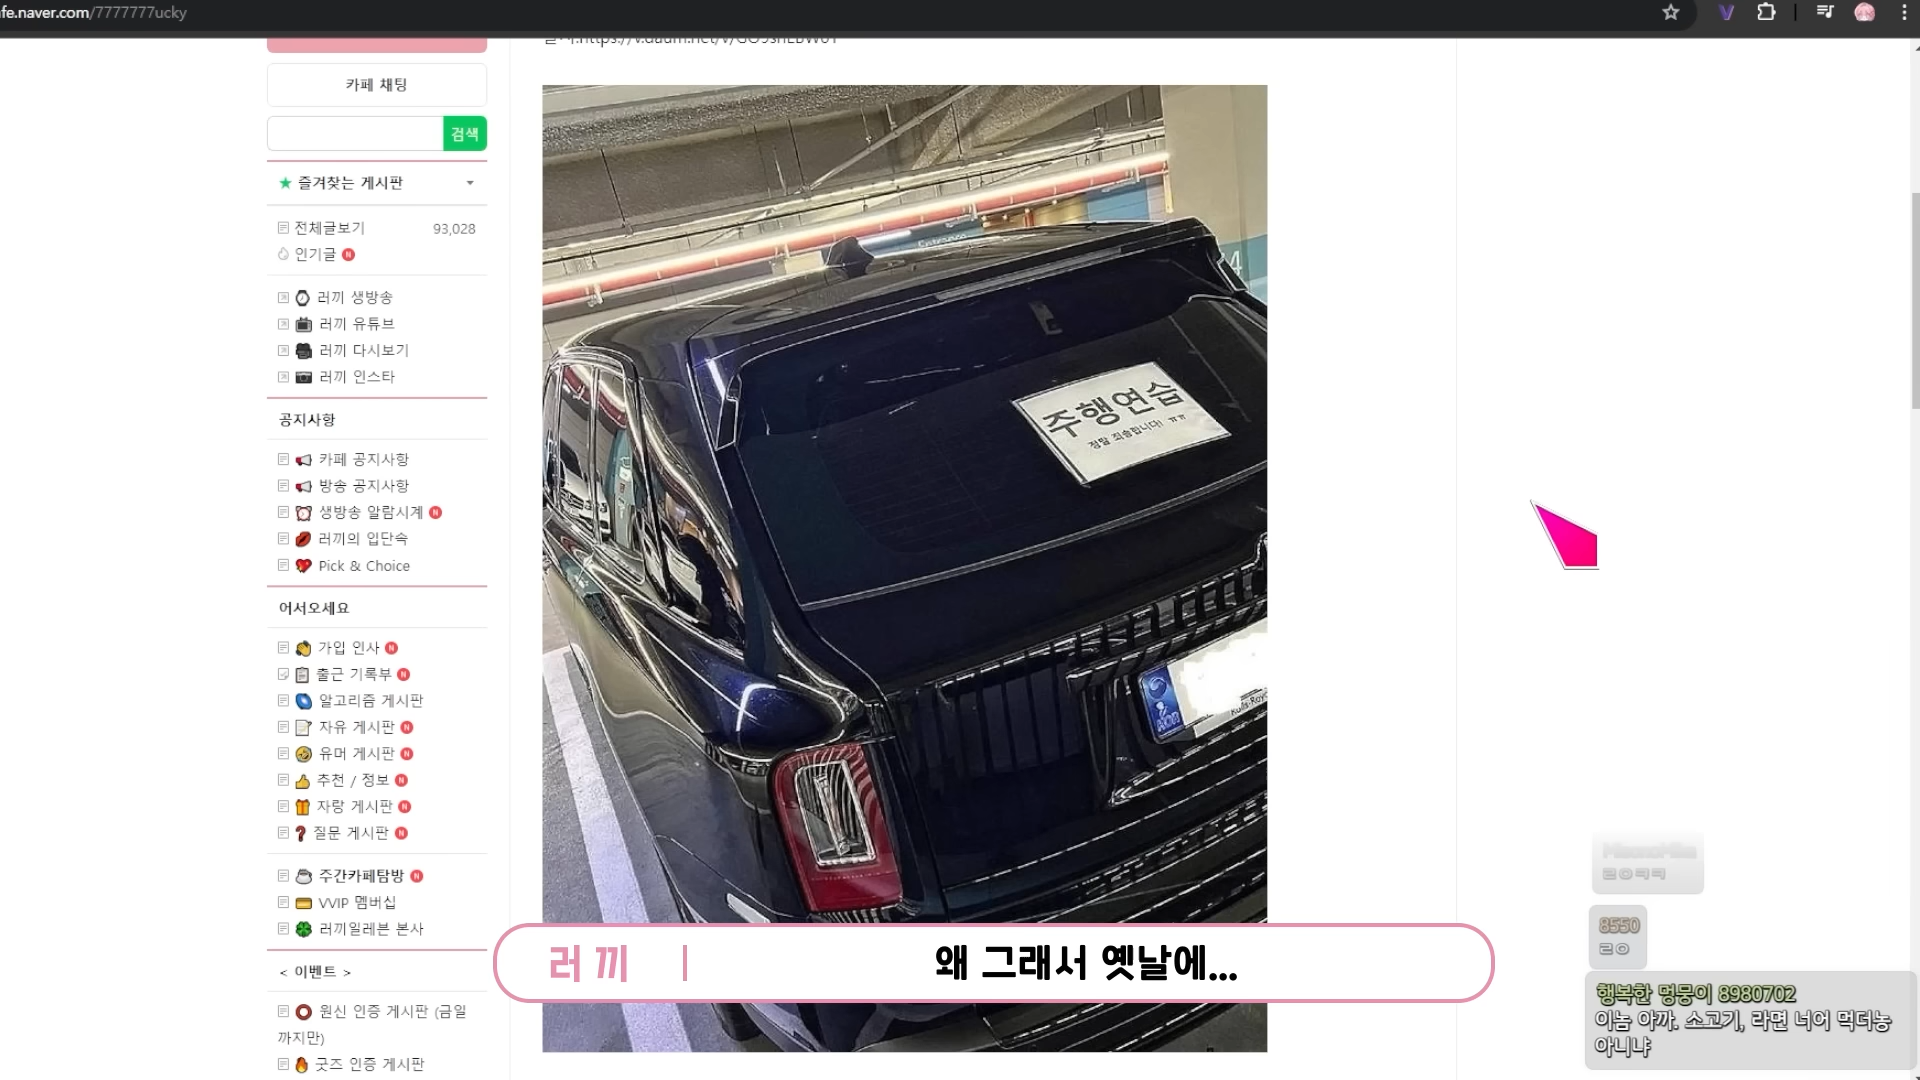 fe.naver.com/7777777ucky
카페 채팅
검색
즐겨찾는 게시판
전체글보기 93,028
인기글 N
러끼 생방송
러끼 유튜브
러끼 다시보기
러끼 인스타
공지사항
카페 공지사항
방송 공지사항
생방송 알람시계 N
러끼의 입단속
Pick & Choice
어서오세요
가입 인사 N
출근 기록부 N
알고리즘 게시판
자유 게시판 N
유머 게시판 N
추천 / 정보 N
자랑 게시판 N
질문 게시판 N
주간카페탐방 N
VVIP 멤버십
러끼일레븐 본사
< 이벤트 >
원신 인증 게시판 (금일
까지만)
굿즈 인증 게시판
Entrance
주행연습
정말 죄송합니다! ㅠㅠ
러끼 | 왜 그래서 옛날에...
ㄹㅇㅋㅋ
8550
ㄹㅇ
행복한 멍뭉이 8980702
이놈 아까. 소고기, 라면 너어 먹더농
아니냐